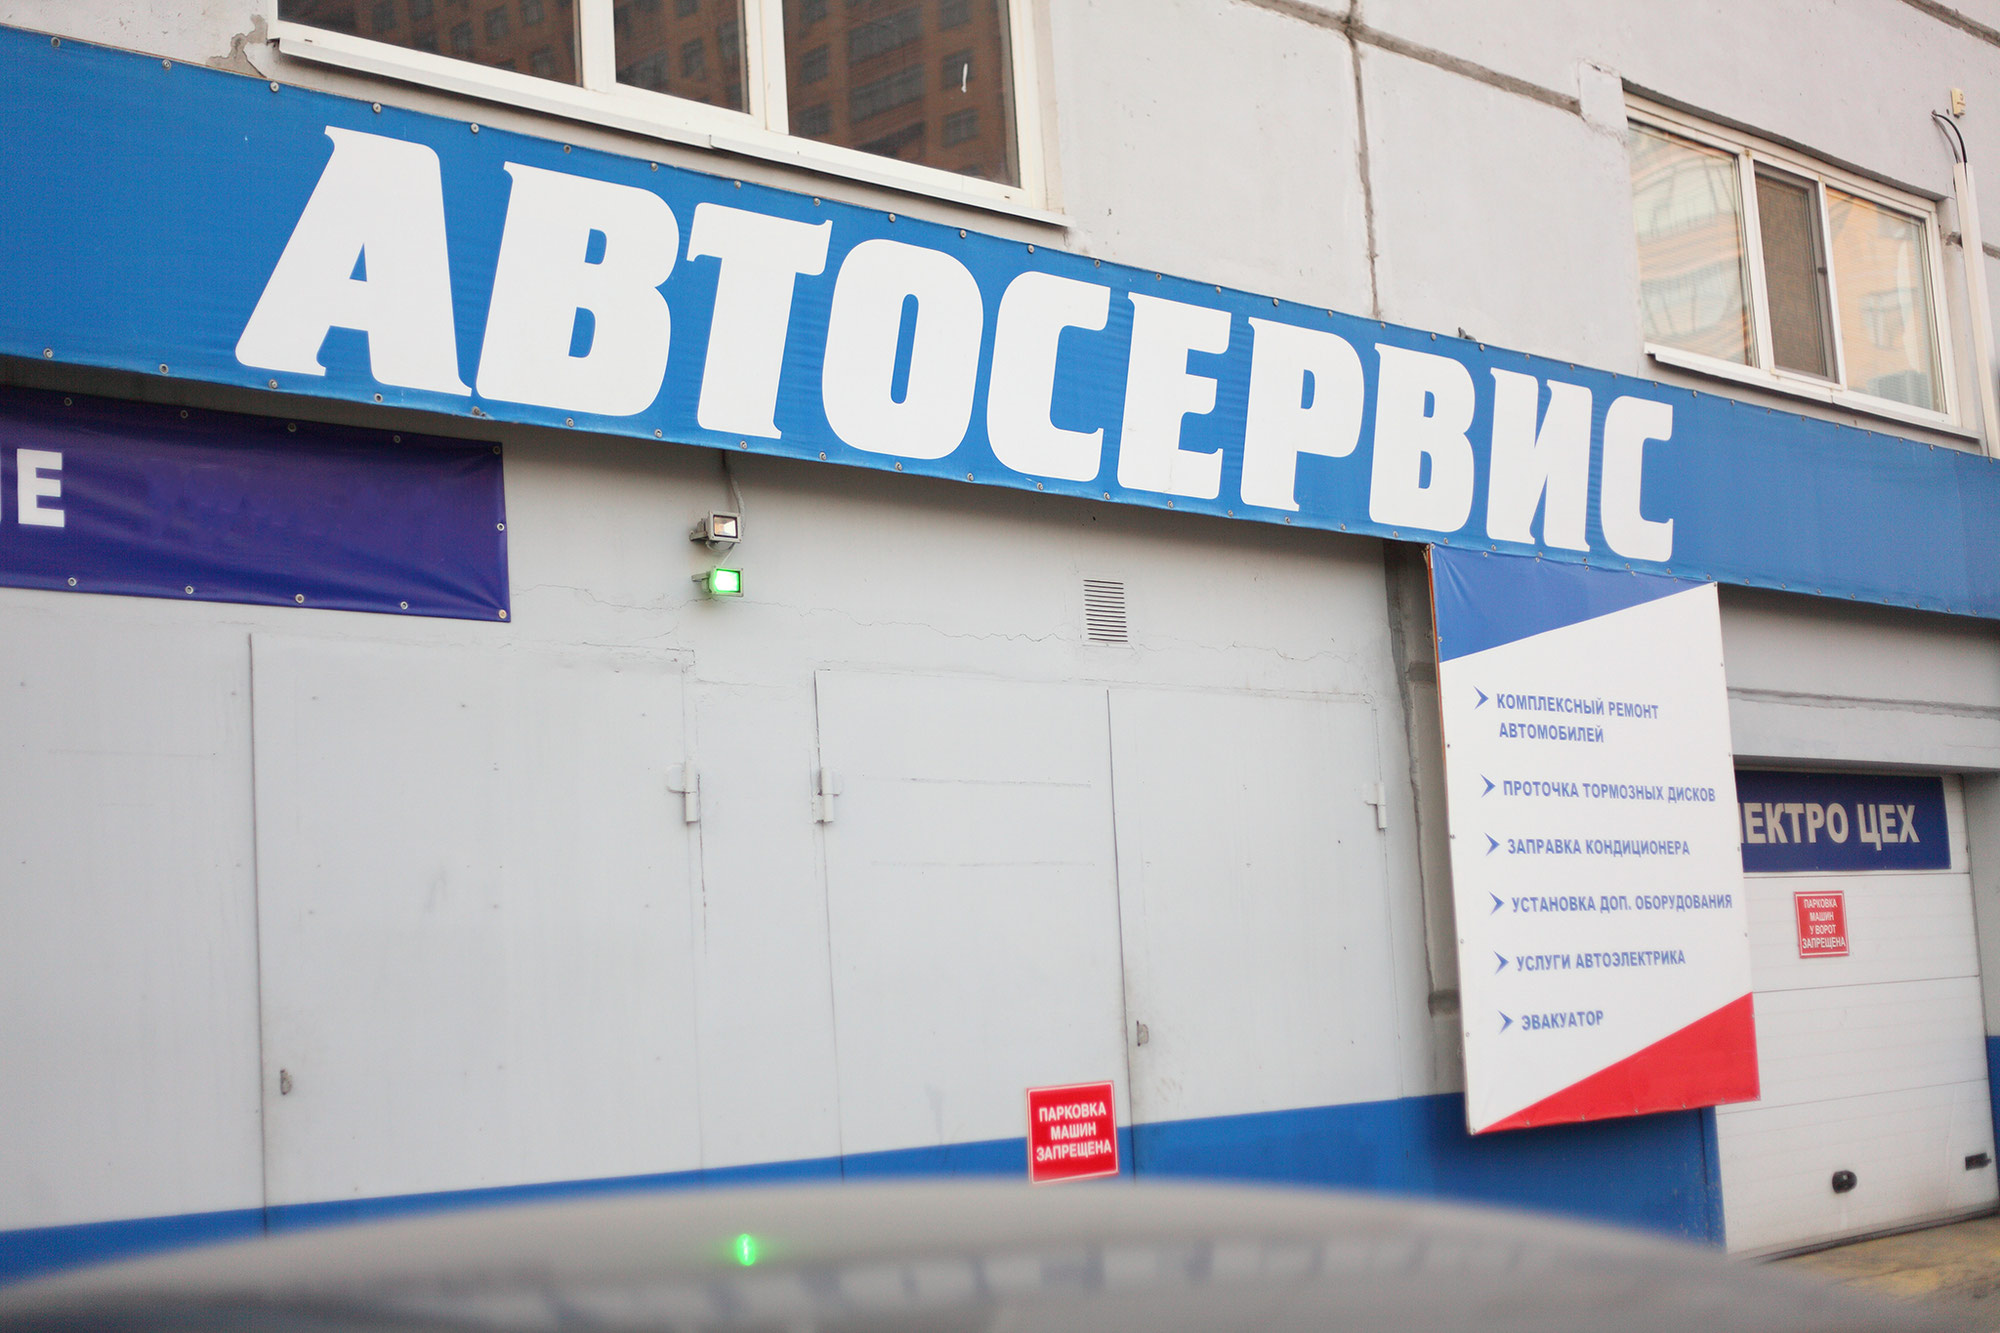 АВТОСЕРВИС
КОМПЛЕКСНЫЙ РЕМОНТ
АВТОМОБИЛЕЙ
ПРОТОЧКА ТОРМОЗНЫХ ДИСКОВ
ЗАПРАВКА КОНДИЦИОНЕРА
УСТАНОВКА ДОП. ОБОРУДОВАНИЯ
УСЛУГИ АВТОЭЛЕКТРИКА
ЭВАКУАТОР
ЦЕХ
ПАРКОВКА
МАШИН
У ВОРОТ
ЗАПРЕЩЕНА
ПАРКОВКА
МАШИН
ЗАПРЕЩЕНА